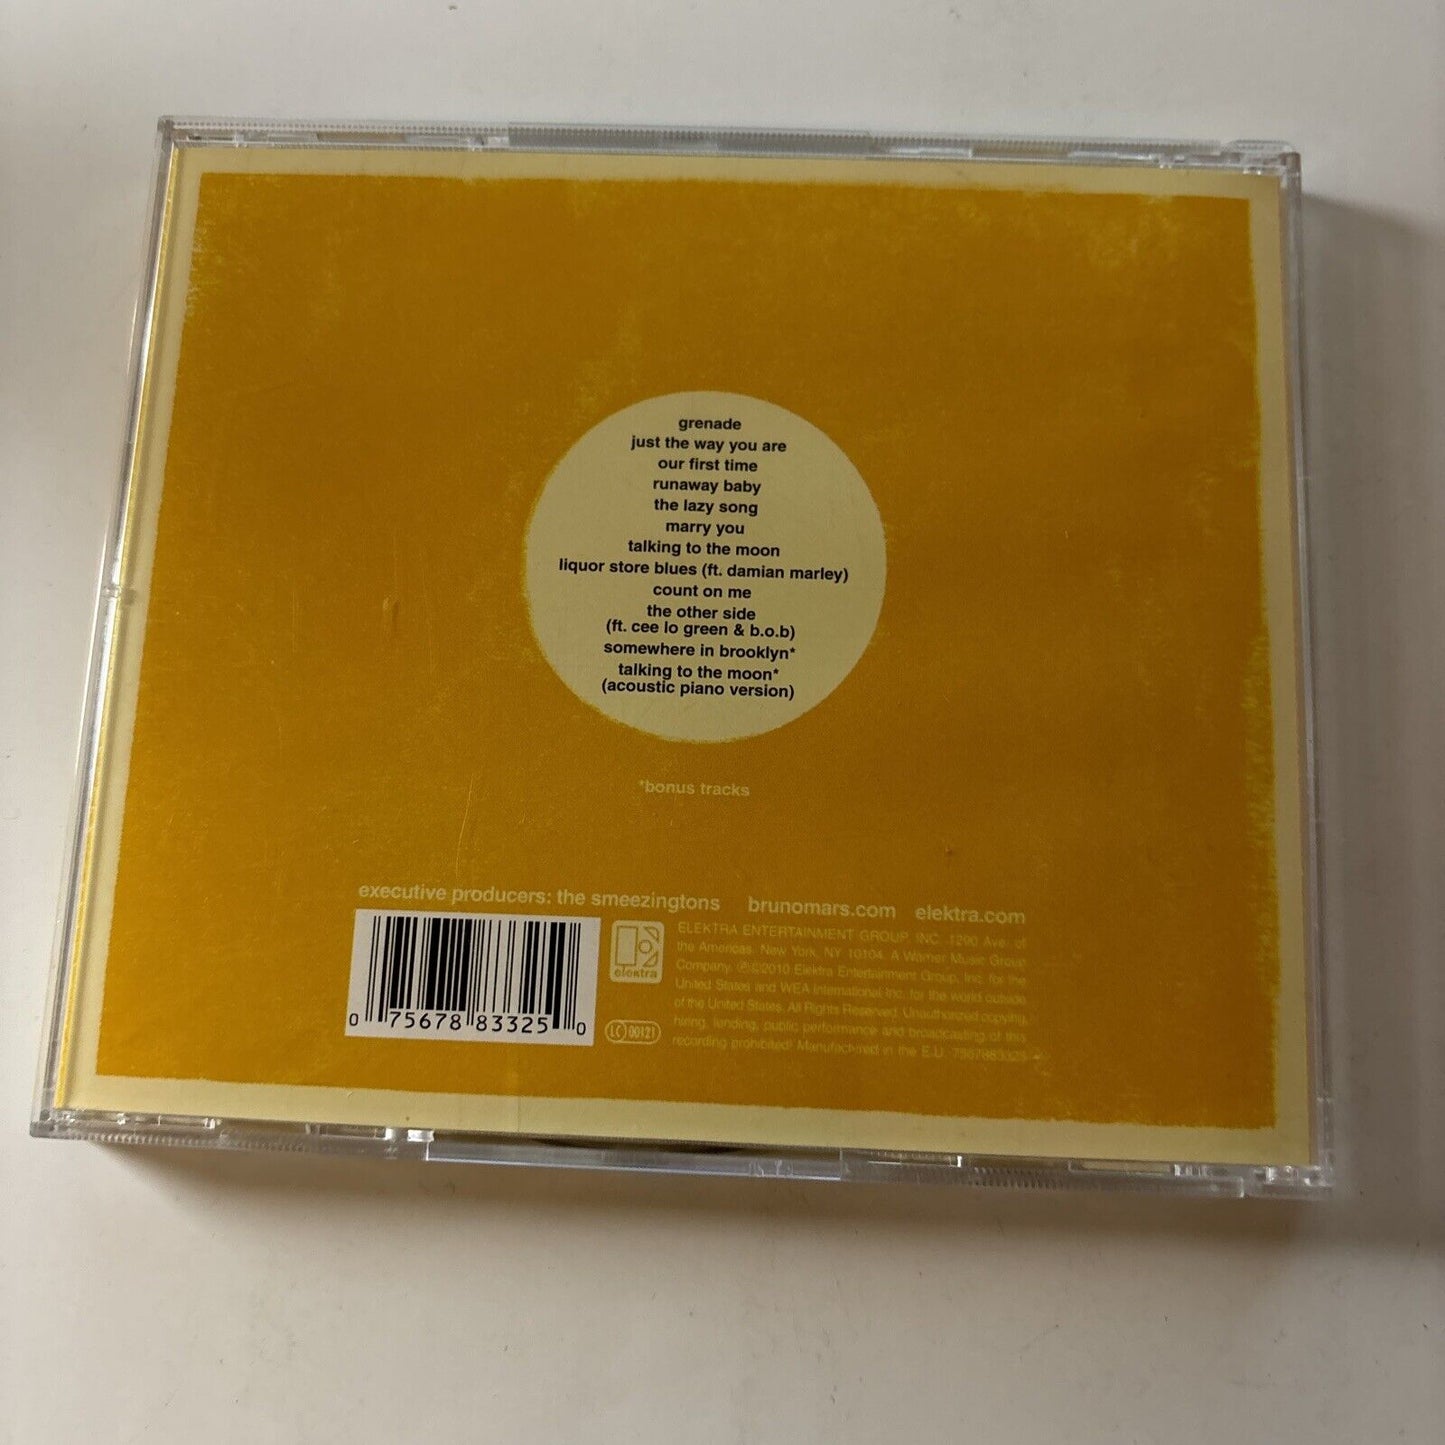 grenade
just the way you are
our first time
runaway baby
the lazy song
marry you
talking to the moon
liquor store blues (ft. damian marley)
count on me
the other side
(ft. cee lo green & b.o.b)
somewhere in brooklyn*
talking to the moon*
(acoustic piano version)
*bonus tracks
executive producers: the smeezingtons brunomars.com elektra.com
0 75678 83325 0
elektra
LC 00121
ELEKTRA ENTERTAINMENT GROUP INC. 1290 Ave. of
the Americas, New York, NY 10104. A Warner Music Group
Company. ℗©2010 Elektra Entertainment Group, Inc. for the
United States and WEA International Inc. for the world outside
of the United States. All Rights Reserved. Unauthorized copying,
hiring, lending, public performance and broadcasting of this
recording prohibited! Manufactured in the E.U. 7567883325